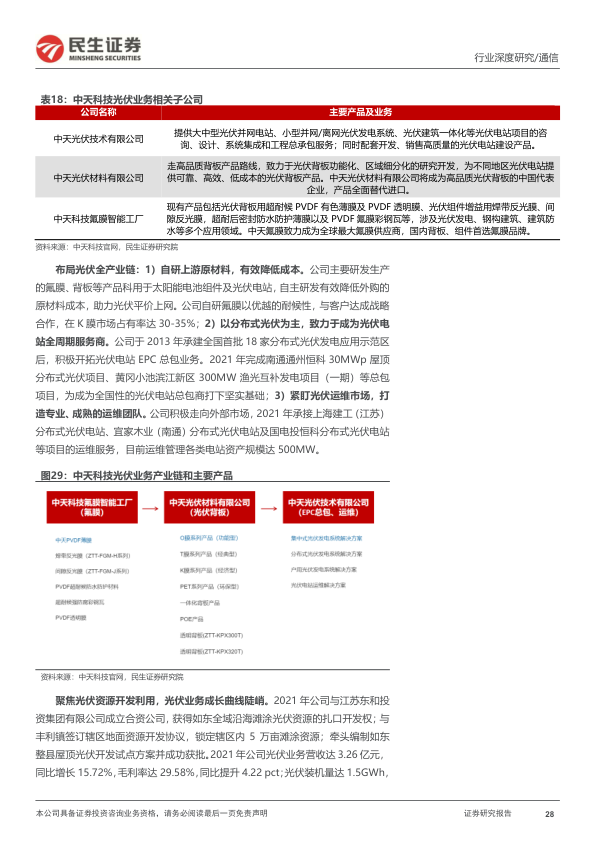 民生证券
MINSHENG SECURITIES
行业深度研究/通信
表18：中天科技光伏业务相关子公司
公司名称 主要产品及业务
中天光伏技术有限公司 提供大中型光伏并网电站、小型并网/离网光伏发电系统、光伏建筑一体化等光伏电站项目的咨
询、设计、系统集成和工程总承包服务；同时配套开发、销售高质量的光伏电站建设产品。
中天光伏材料有限公司 走高品质背板产品路线，致力于光伏背板功能化、区域细分化的研究开发，为不同地区光伏电站提
供可靠、高效、低成本的光伏背板产品。中天光伏材料有限公司将成为高品质光伏背板的中国代表
企业，产品全面替代进口。
中天科技氟膜智能工厂 现有产品包括光伏背板用超耐候 PVDF 有色薄膜及 PVDF 透明膜、光伏组件增益用焊带反光膜、间
隙反光膜，超耐后密封防水防护薄膜以及 PVDF 氟膜彩钢瓦等，涉及光伏发电、钢构建筑、建筑防
水等多个应用领域。中天氟膜致力成为全球最大氟膜供应商，国内背板、组件首选氟膜品牌。
资料来源：中天科技官网，民生证券研究院
布局光伏全产业链：1）自研上游原材料，有效降低成本。公司主要研发生产
的氟膜、背板等产品科用于太阳能电池组件及光伏电站，自主研发有效降低外购的
原材料成本，助力光伏平价上网。公司自研氟膜以优越的耐候性，与客户达成战略
合作，在 K 膜市场占有率达 30-35%；2）以分布式光伏为主，致力于成为光伏电
站全周期服务商。公司于 2013 年承建全国首批 18 家分布式光伏发电应用示范区
后，积极开拓光伏电站 EPC 总包业务。2021 年完成南通通州恒科 30MWp 屋顶
分布式光伏项目、黄冈小池滨江新区 300MW 渔光互补发电项目（一期）等总包
项目，为成为全国性的光伏电站总包商打下坚实基础；3）紧盯光伏运维市场，打
造专业、成熟的运维团队。公司积极走向外部市场，2021 年承接上海建工（江苏）
分布式光伏电站、宜家木业（南通）分布式光伏电站及国电投恒科分布式光伏电站
等项目的运维服务，目前运维管理各类电站资产规模达 500MW。
图29：中天科技光伏业务产业链和主要产品
中天科技氟膜智能工厂
（氟膜）
中天光伏材料有限公司
（光伏背板）
中天光伏技术有限公司
（EPC总包、运维）
中天PVDF薄膜
焊带反光膜（ZTT-FGM-H系列）
间隙反光膜（ZTT-FGM-J系列）
PVDF超耐候防水防护材料
超耐候强防腐彩钢瓦
PVDF透明膜
O膜系列产品（功能型）
T膜系列产品（经典型）
K膜系列产品（经济型）
PET系列产品（环保型）
一体化背板产品
POE产品
透明背板(ZTT-KPX300T)
透明背板(ZTT-KPX320T)
集中式光伏发电系统解决方案
分布式光伏发电系统解决方案
户用光伏发电系统解决方案
光伏电站运维解决方案
资料来源：中天科技官网，民生证券研究院
聚焦光伏资源开发利用，光伏业务成长曲线陡峭。2021 年公司与江苏东和投
资集团有限公司成立合资公司，获得如东全域沿海滩涂光伏资源的扎口开发权；与
丰利镇签订辖区地面资源开发协议，锁定辖区内 5 万亩滩涂资源；牵头编制如东
整县屋顶光伏开发试点方案并成功获批。2021 年公司光伏业务营收达 3.26 亿元，
同比增长 15.72%，毛利率达 29.58%，同比提升 4.22 pct；光伏装机量达 1.5GWh，
本公司具备证券投资咨询业务资格，请务必阅读最后一页免责声明 证券研究报告 28